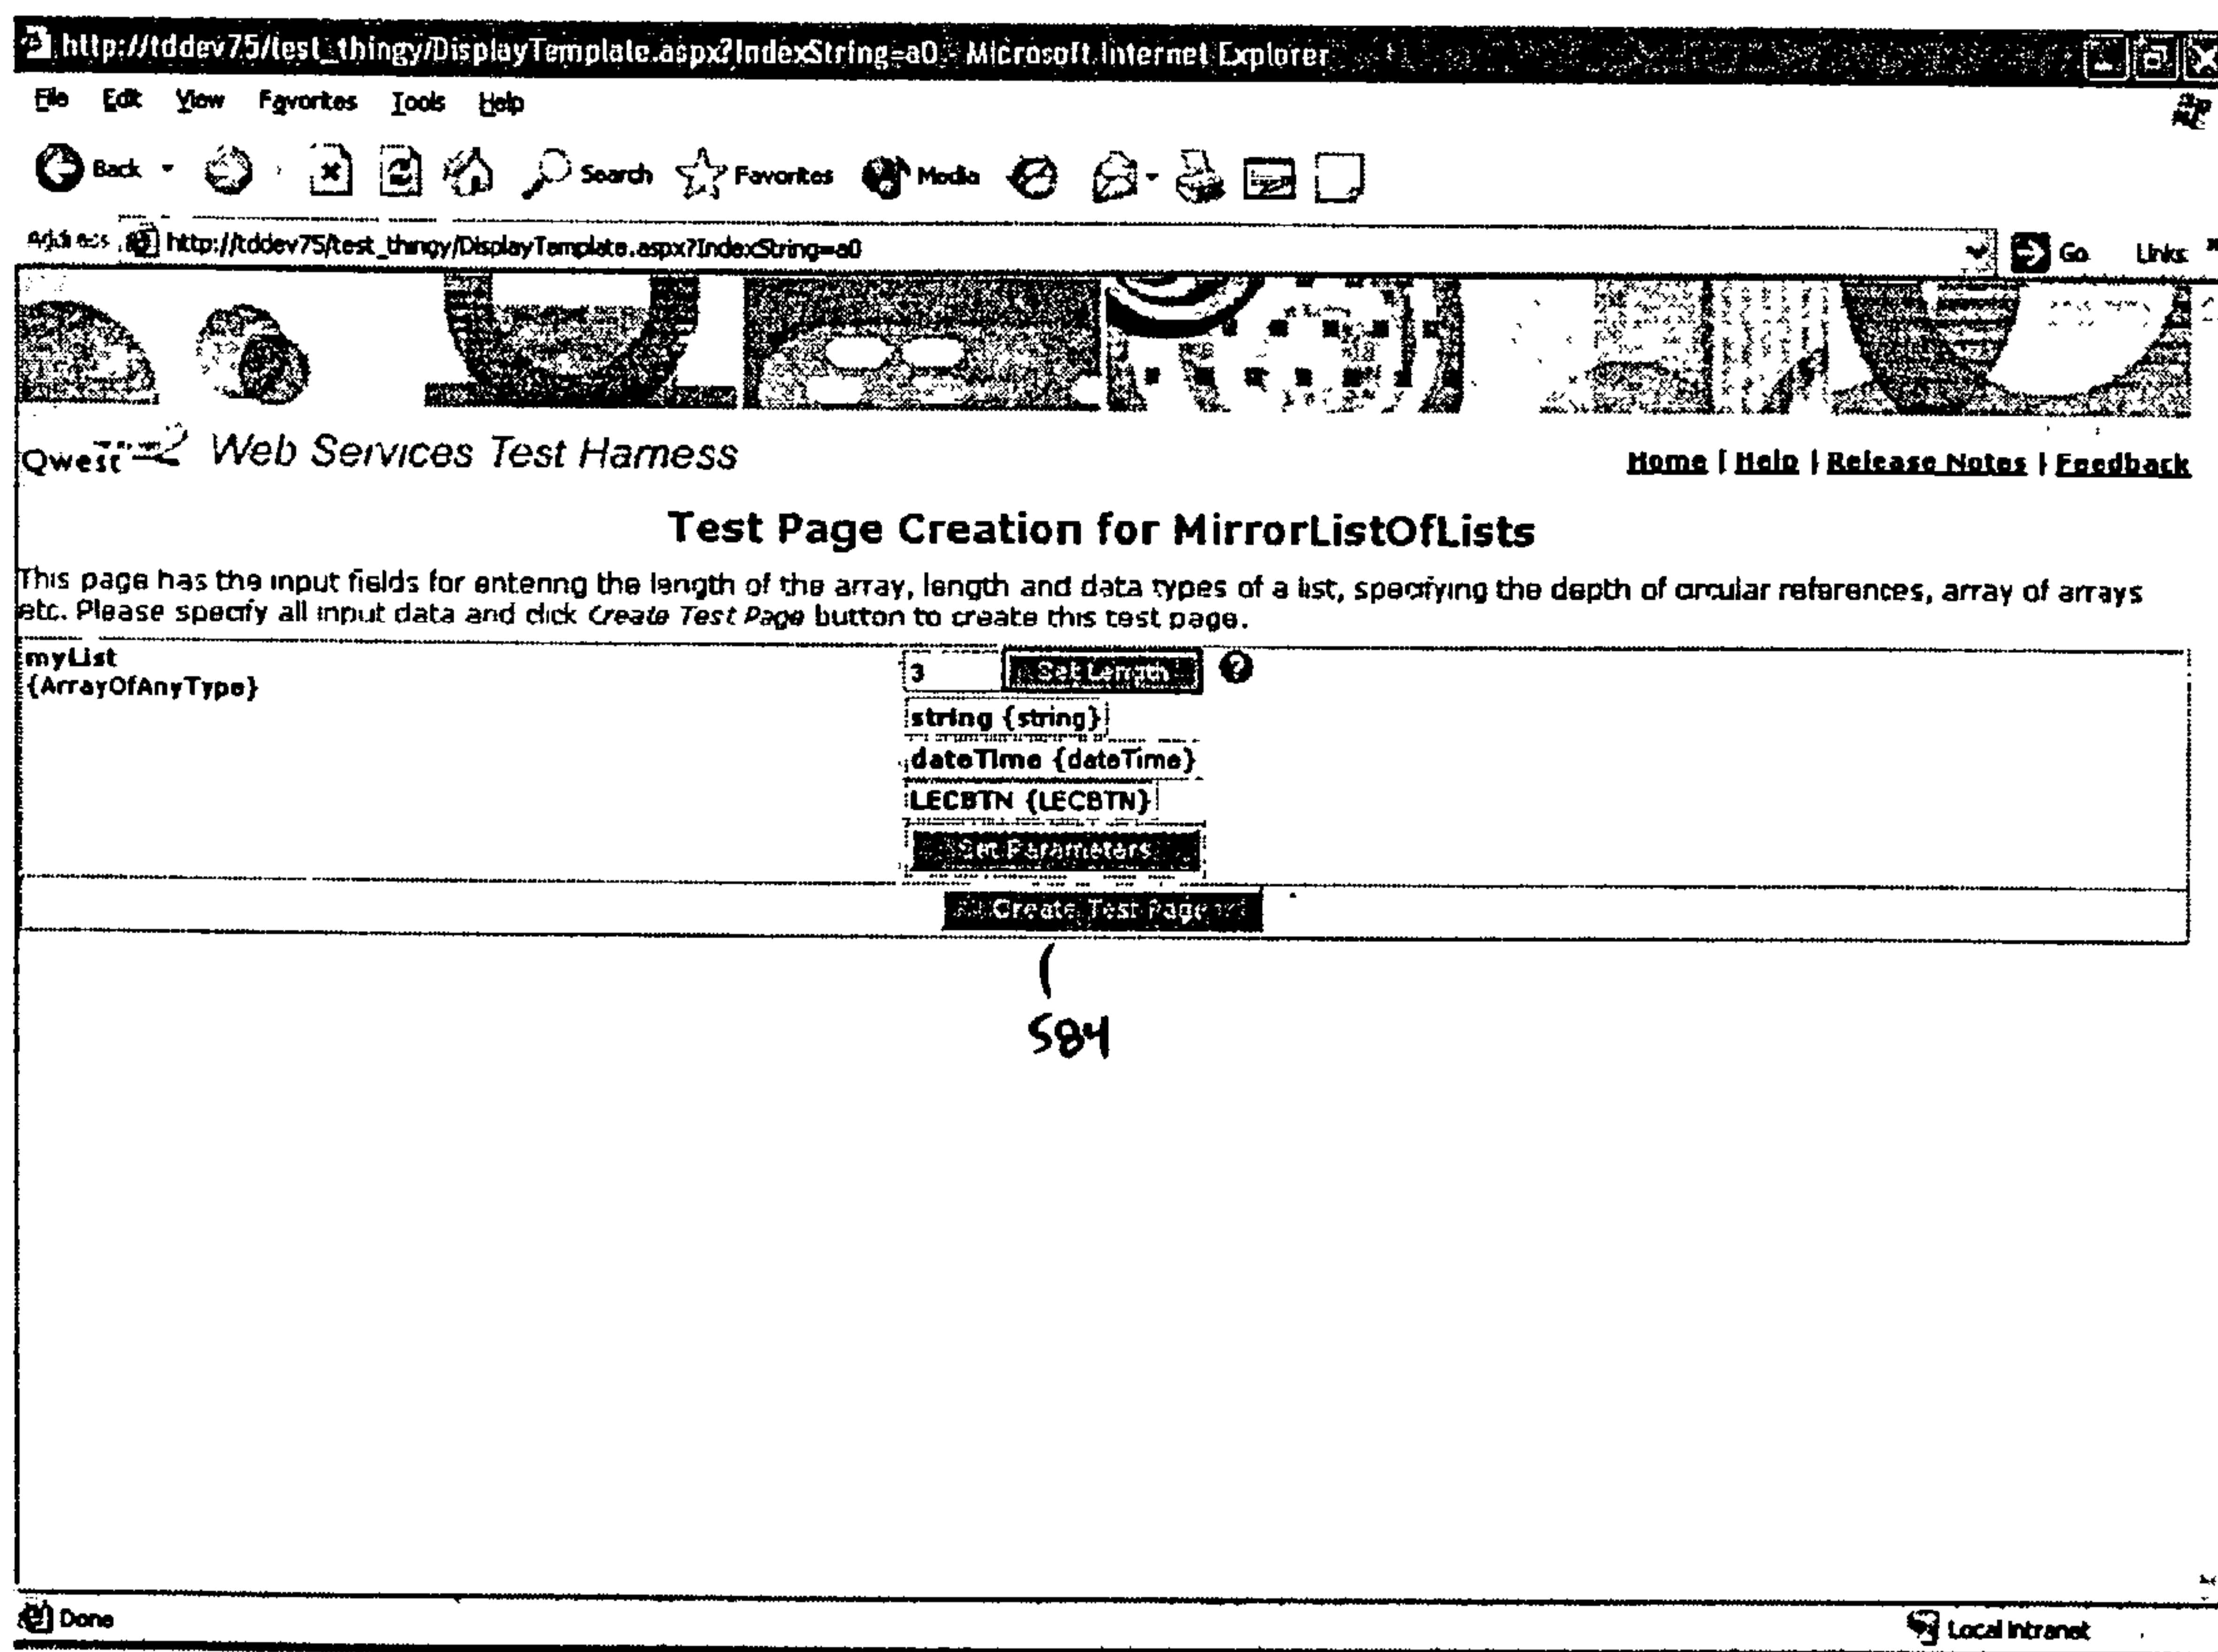 http://tddev75/test_thingy/DisplayTemplate.aspx?IndexString=a0 - Microsoft Internet Explorer
File Edit View Favorites Tools Help
Back Search Favorites Media
Address http://tddev75/test_thingy/DisplayTemplate.aspx?IndexString=a0 Go Links »
Qwest Web Services Test Harness
Home | Help | Release Notes | Feedback
Test Page Creation for MirrorListOfLists
This page has the input fields for entering the length of the array, length and data types of a list, specifying the depth of circular references, array of arrays
etc. Please specify all input data and click Create Test Page button to create this test page.
myList
{ArrayOfAnyType}
3 Set Length ?
string {string}
dateTime {dateTime}
LECBTN {LECBTN}
Set Parameters
Create Test Page
584
Done Local intranet